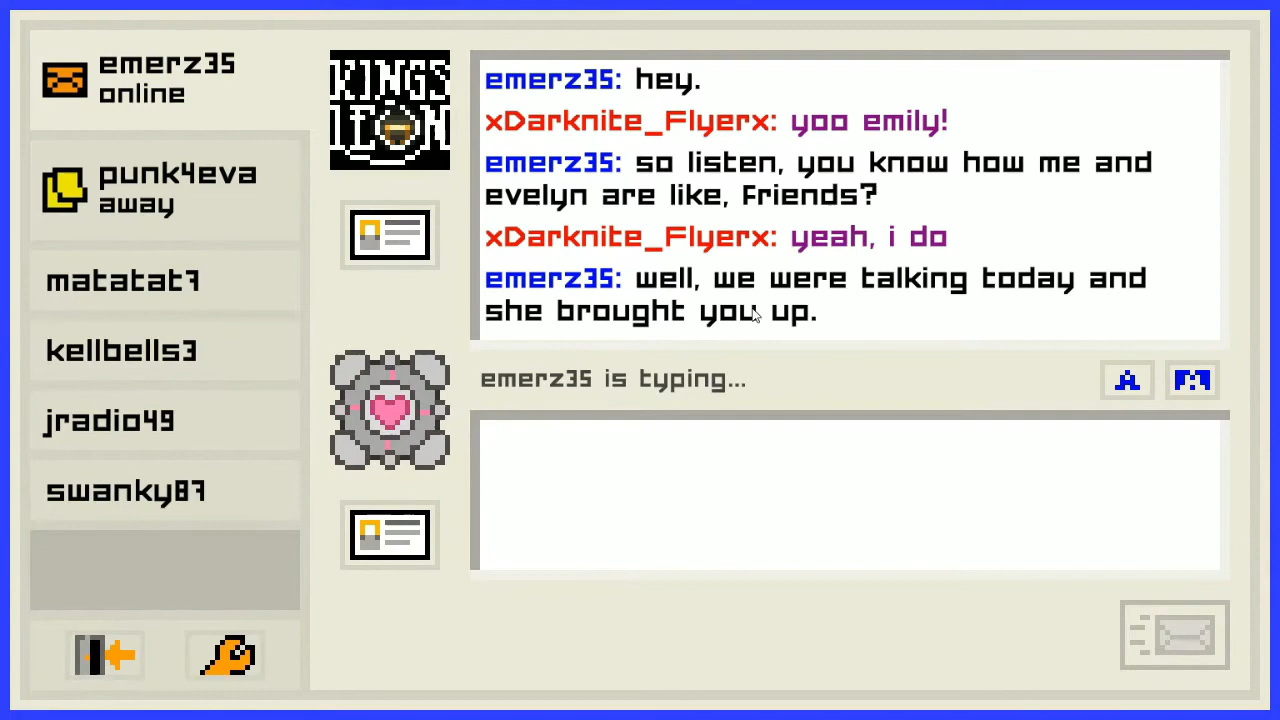 emerz35
online
punk4eva
away
matatat7
kellbells3
jradio49
swanky87
KINGS
LEON
emerz35: hey.
xDarknite_Flyerx: yoo emily!
emerz35: so listen, you know how me and
evelyn are like, Friends?
xDarknite_Flyerx: yeah, i do
emerz35: well, we were talking today and
she brought you up.
emerz35 is typing...
A